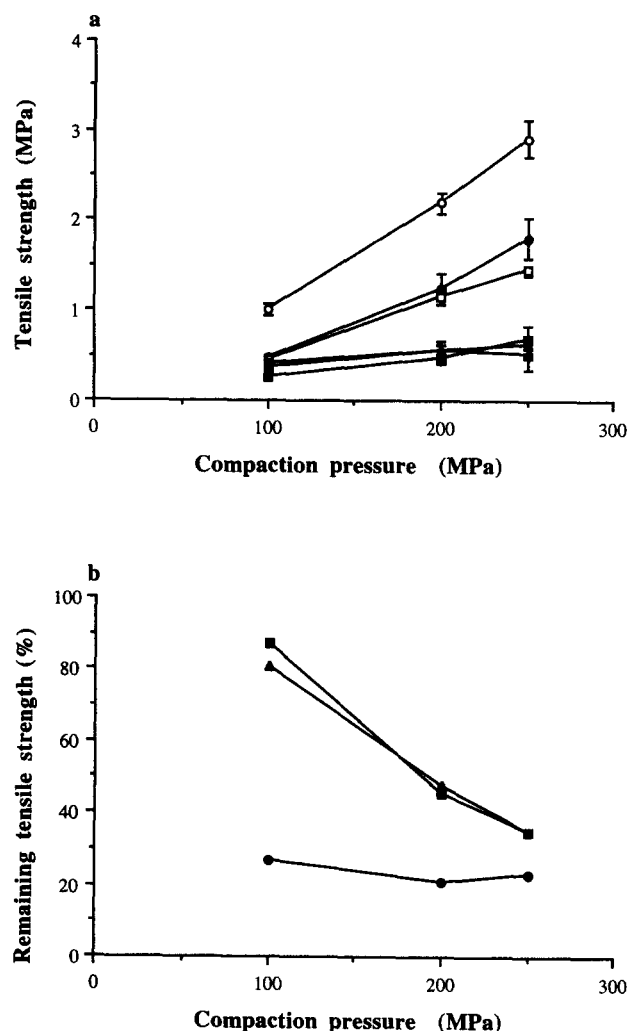 a
4
3
2
1
0
Tensile strength (MPa)
0 100 200 300
Compaction pressure (MPa)
b
100
80
60
40
20
0
Remaining tensile strength (%)
0 100 200 300
Compaction pressure (MPa)